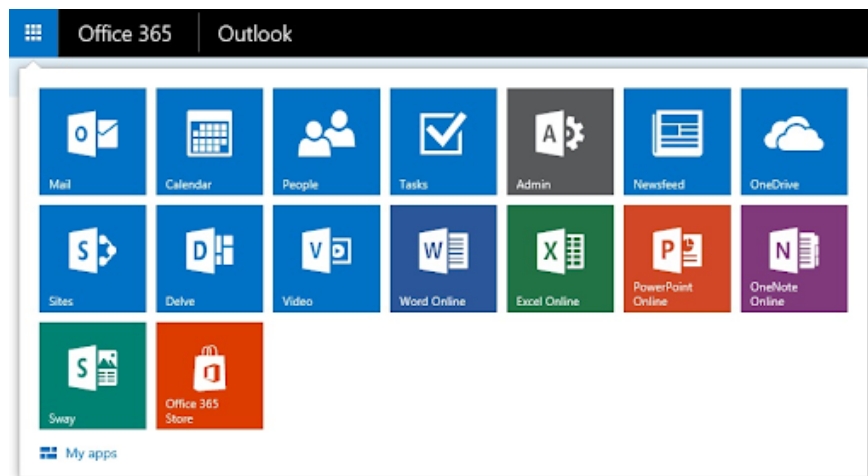 Office 365 Outlook
Mail Calendar People Tasks Admin Newsfeed OneDrive
Sites Delve Video Word Online Excel Online PowerPoint Online OneNote Online
Sway Office 365 Store
My apps